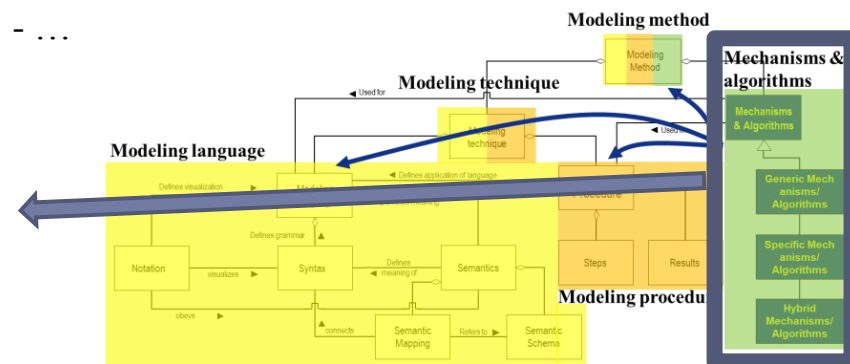 - ...
Modeling method
Modeling
Method
Mechanisms &
algorithms
Modeling technique
◄ Used for
Mechanisms
& Algorithms
Modeling
technique
◄ Used
Modeling language
Defines visualization
◄ Defines application of language
Modeling
Procedure
Generic Mech
anisms/
Algorithms
Defines grammar
Notation
visualizes
Syntax
Defines
meaning of
Semantics
Steps
Results
Specific Mech
anisms/
Algorithms
Modeling procedur
obeys
connects
Semantic
Mapping
Refers to
Semantic
Schema
Hybrid
Mechanisms/
Algorithms